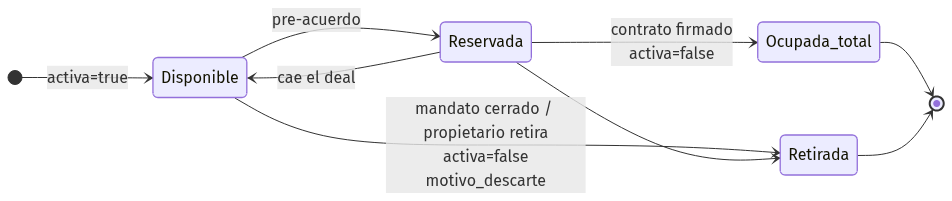 activa=true
Disponible
pre-acuerdo
cae el deal
Reservada
contrato firmado
activa=false
Ocupada_total
mandato cerrado /
propietario retira
activa=false
motivo_descarte
Retirada